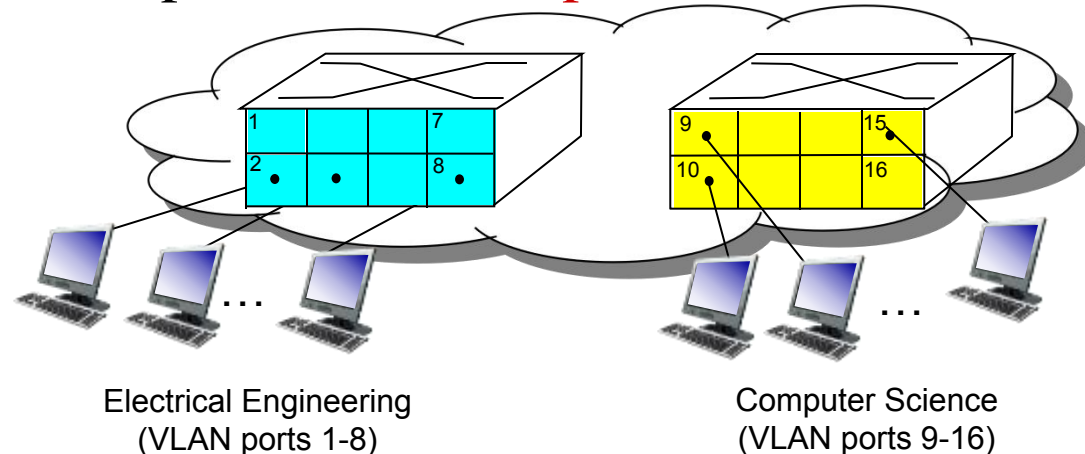 1 7
2 8
9 15
10 16
...
...
Electrical Engineering
(VLAN ports 1-8)
Computer Science
(VLAN ports 9-16)